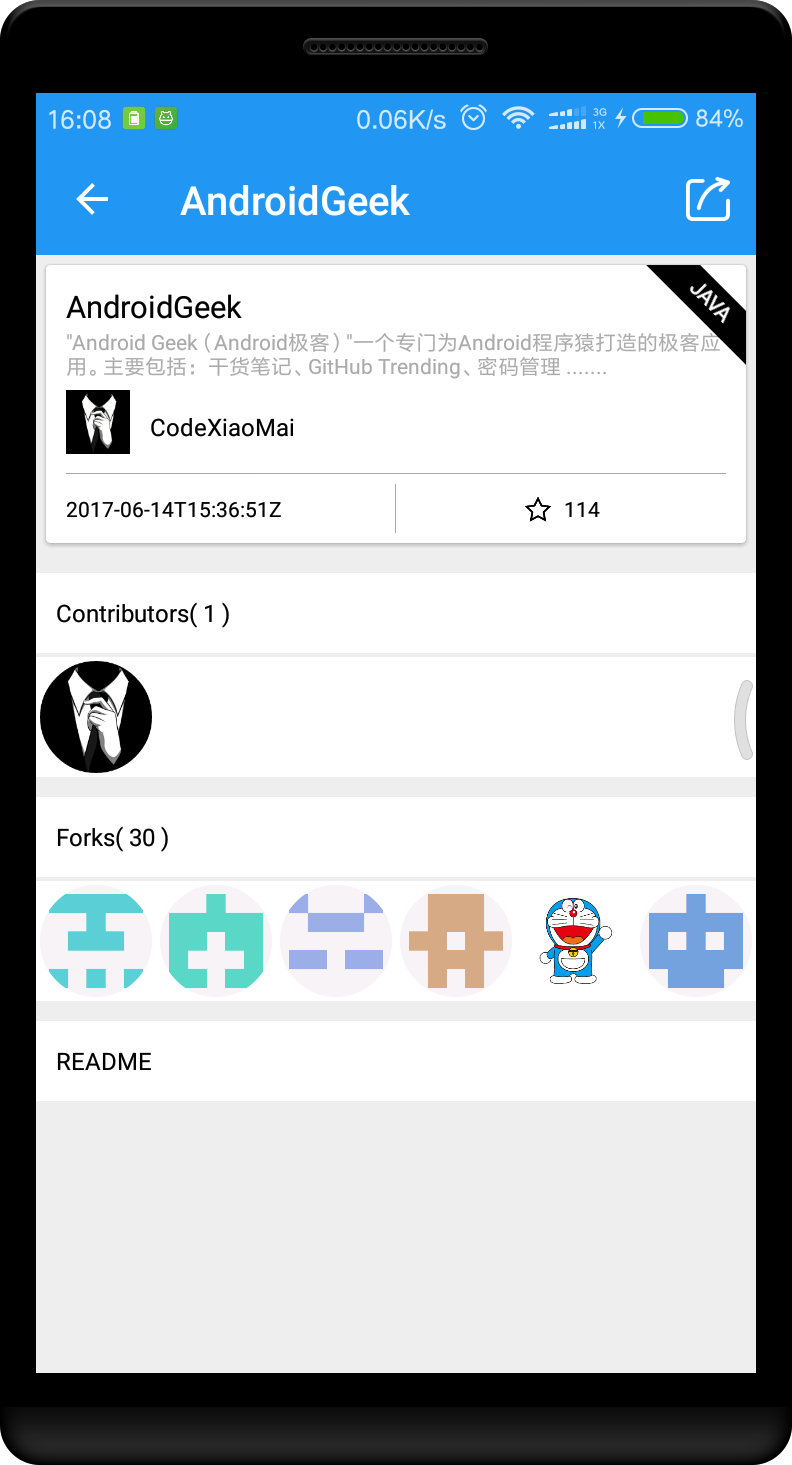 16:08 0.06K/s 3G 1X 84%
AndroidGeek
AndroidGeek
JAVA
"Android Geek（Android极客）"一个专门为Android程序猿打造的极客应
用。主要包括：干货笔记、GitHub Trending、密码管理 .......
CodeXiaoMai
2017-06-14T15:36:51Z 114
Contributors( 1 )
Forks( 30 )
README